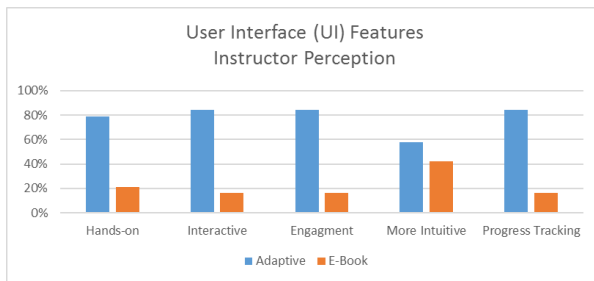 User Interface (UI) Features
Instructor Perception
100%
80%
60%
40%
20%
0%
Hands-on Interactive Engagment More Intuitive Progress Tracking
Adaptive E-Book